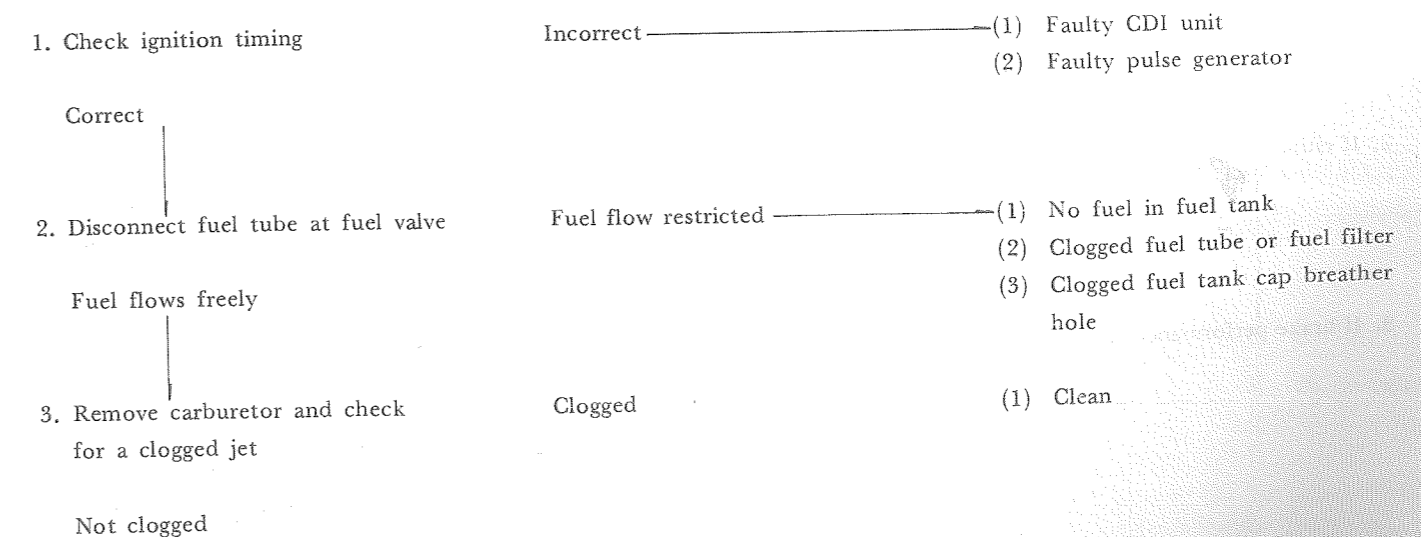 1. Check ignition timing
Incorrect
(1) Faulty CDI unit
(2) Faulty pulse generator
Correct
2. Disconnect fuel tube at fuel valve
Fuel flow restricted
(1) No fuel in fuel tank
(2) Clogged fuel tube or fuel filter
(3) Clogged fuel tank cap breather
hole
Fuel flows freely
3. Remove carburetor and check
for a clogged jet
Clogged
(1) Clean
Not clogged